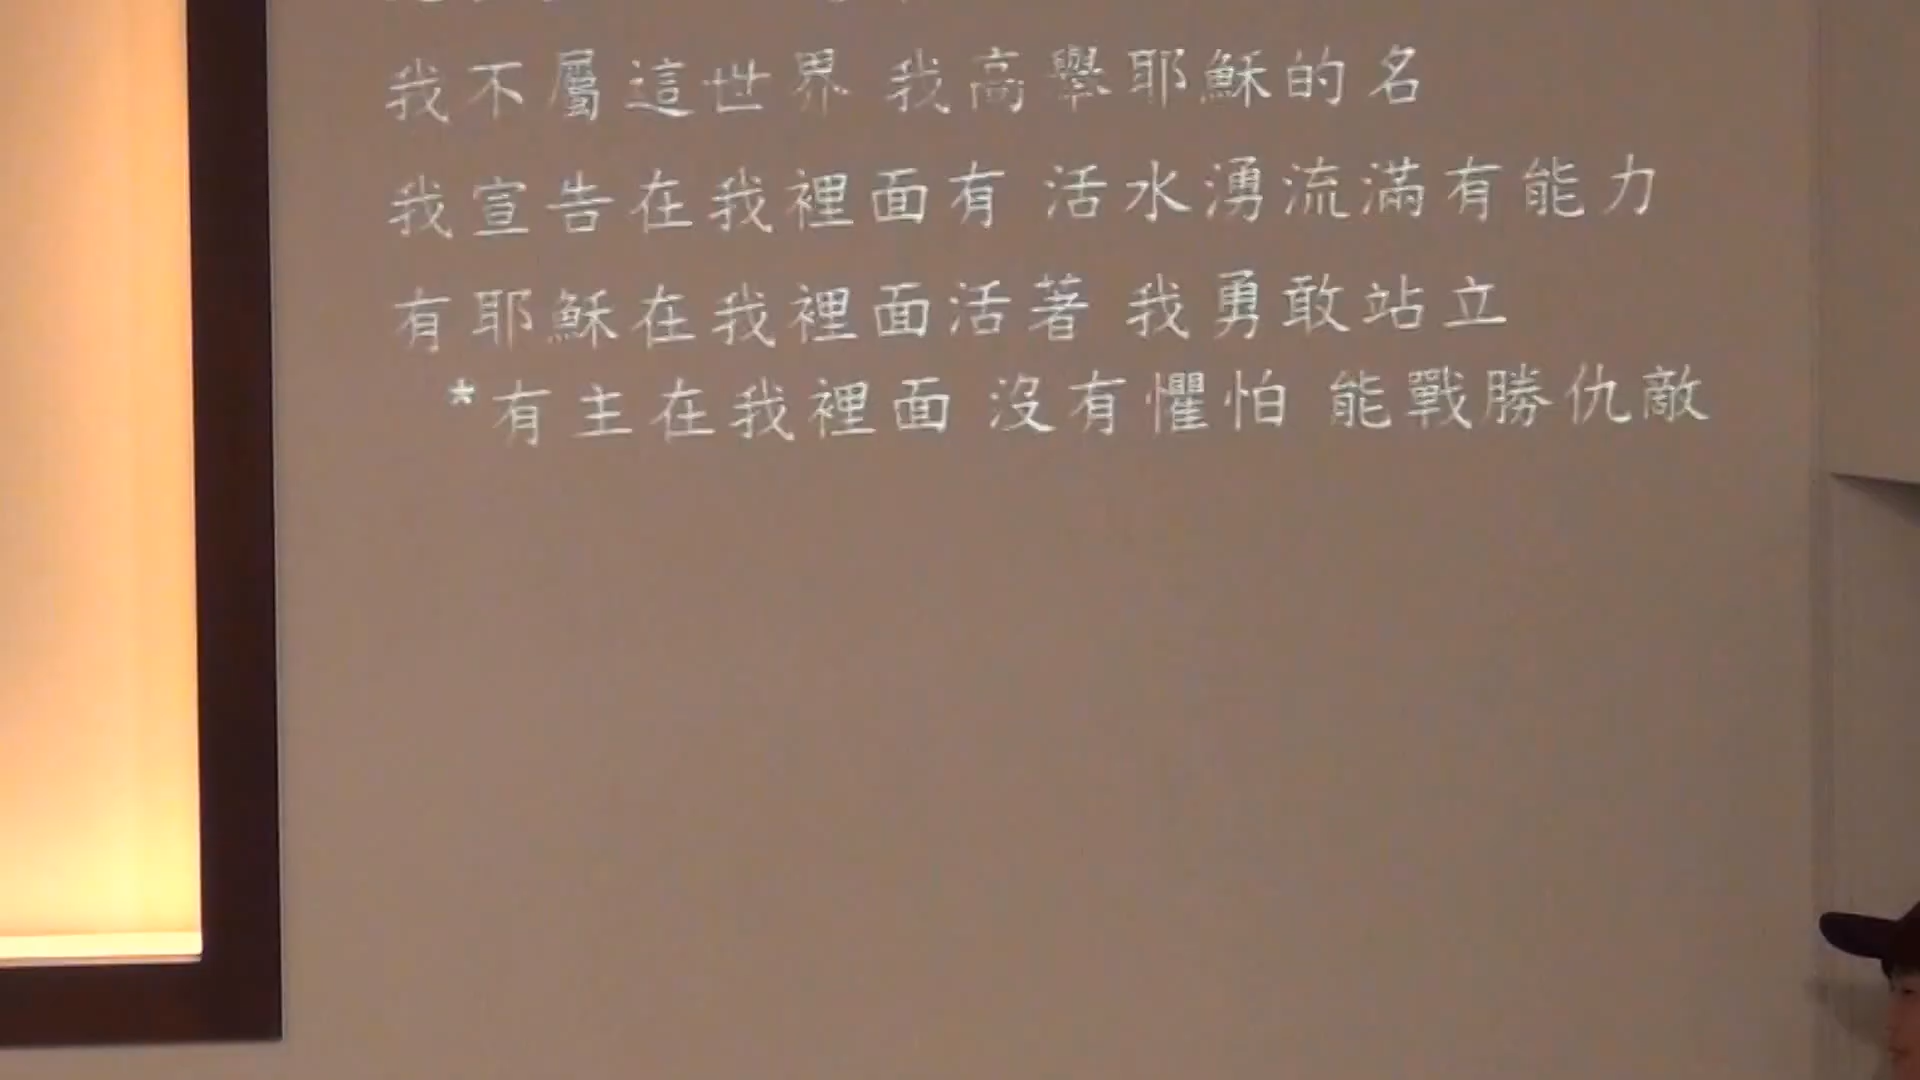 我不屬這世界 我高舉耶穌的名
我宣告在我裡面有 活水湧流滿有能力
有耶穌在我裡面活著 我勇敢站立
*有主在我裡面 沒有懼怕 能戰勝仇敵